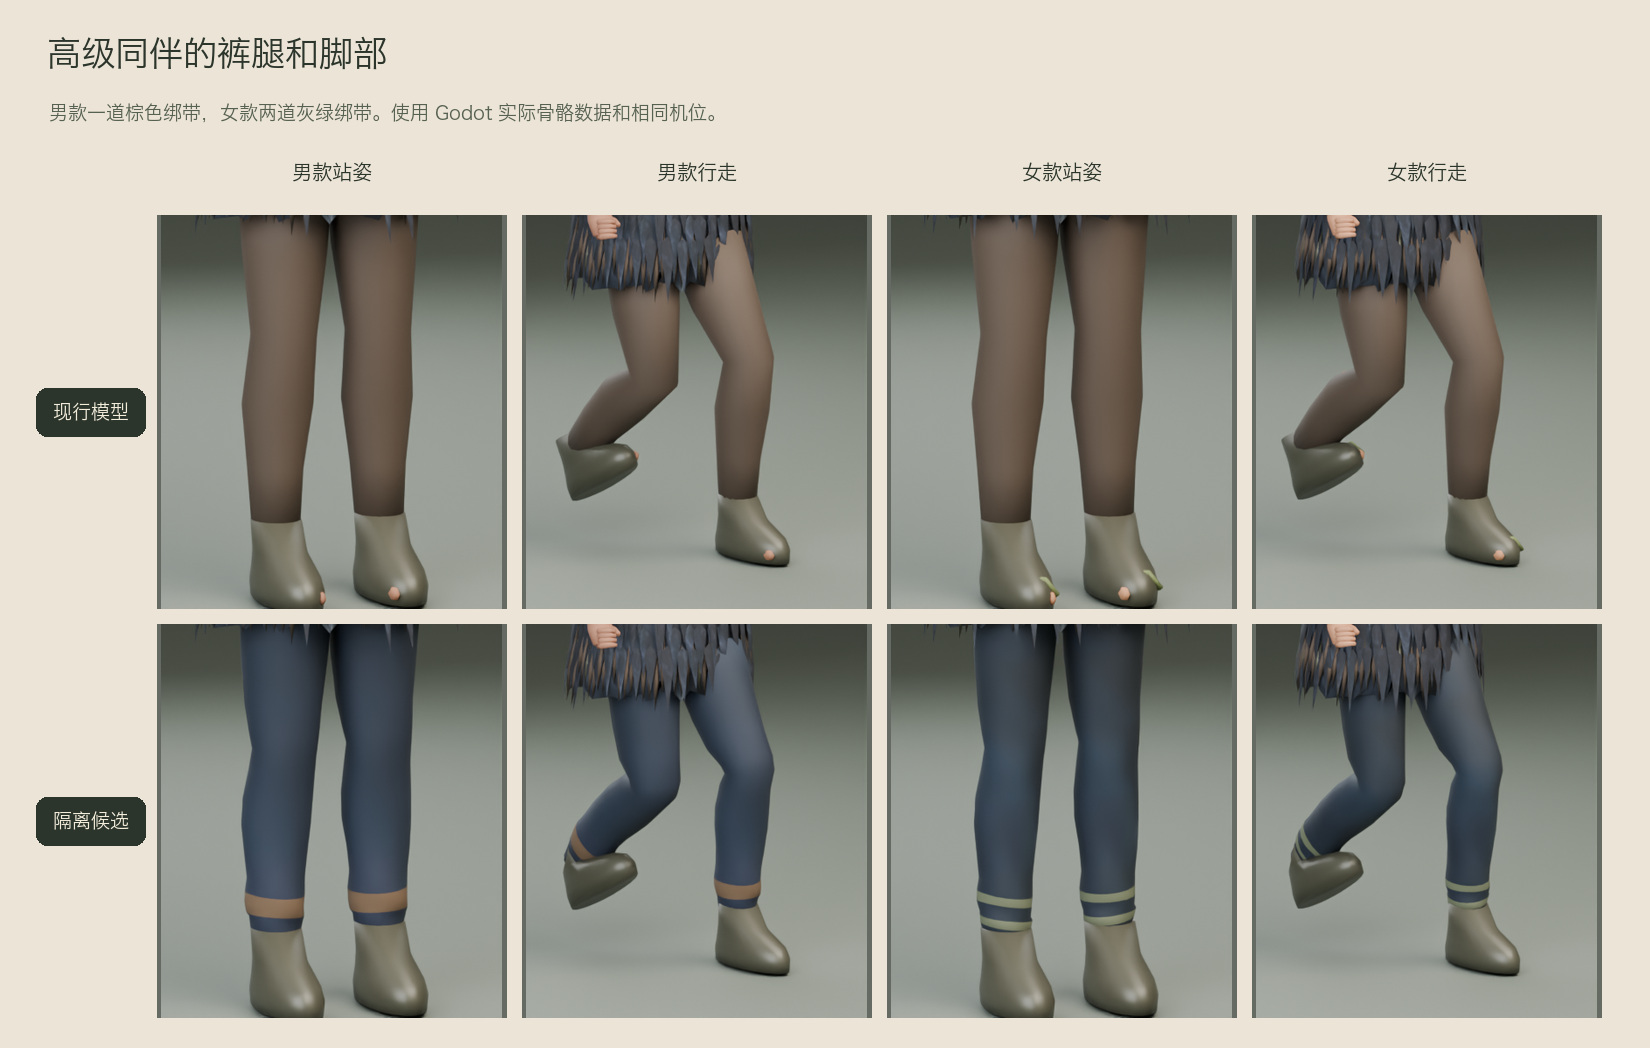 高级同伴的裤腿和脚部
男款一道棕色绑带，女款两道灰绿绑带。使用 Godot 实际骨骼数据和相同机位。
男款站姿
男款行走
女款站姿
女款行走
现行模型
隔离候选